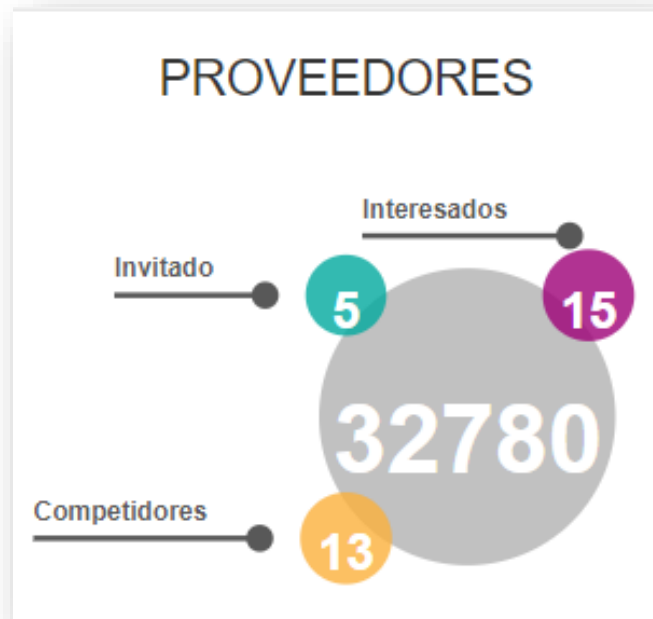 PROVEEDORES
Interesados
Invitado
5
15
32780
Competidores
13